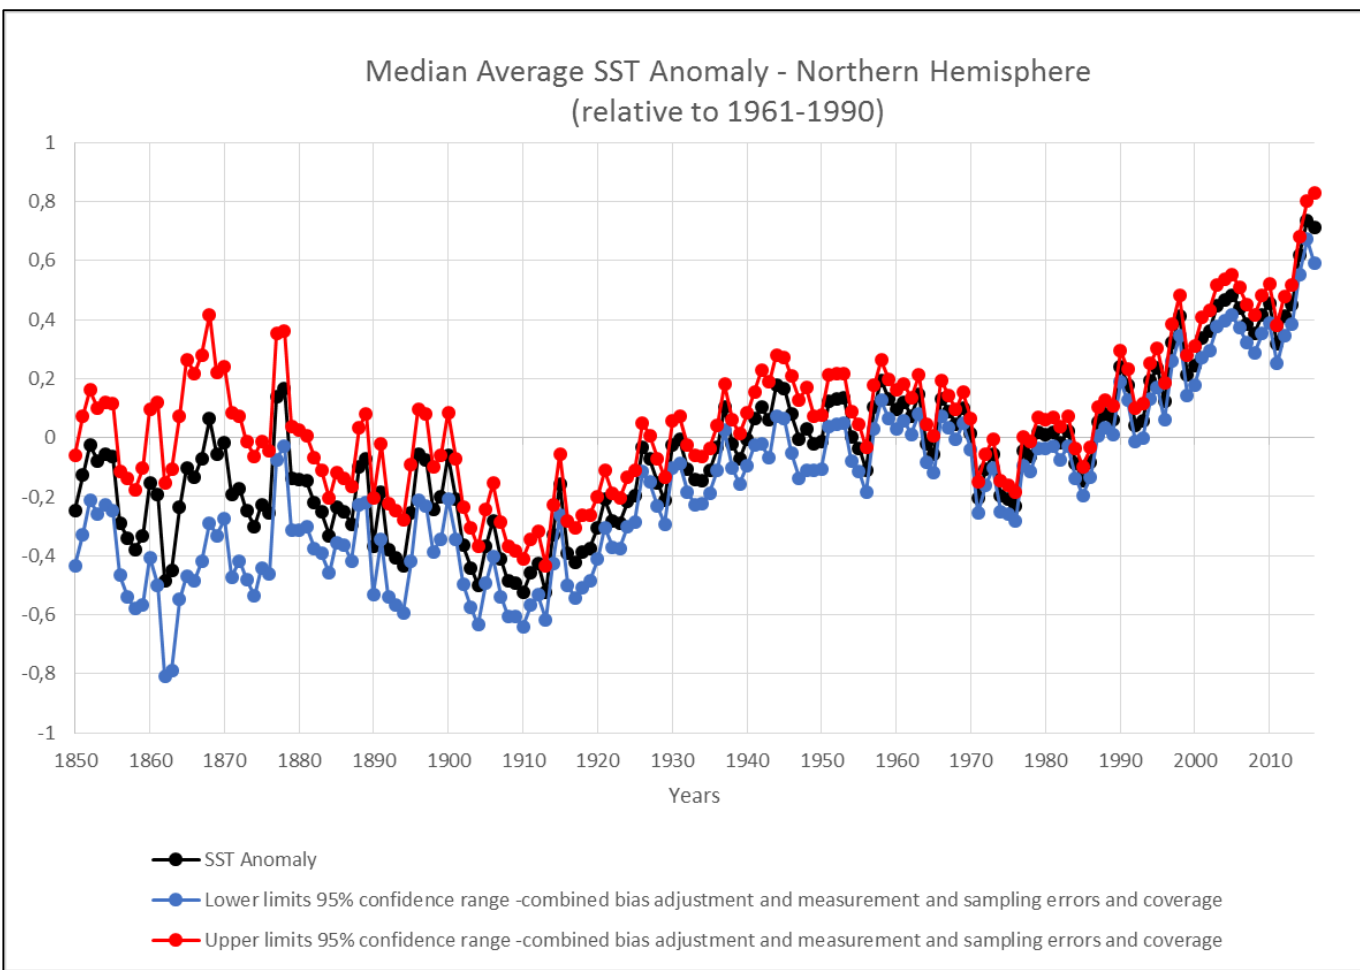 Median Average SST Anomaly - Northern Hemisphere
(relative to 1961-1990)
1
0,8
0,6
0,4
0,2
0
-0,2
-0,4
-0,6
-0,8
-1
1850 1860 1870 1880 1890 1900 1910 1920 1930 1940 1950 1960 1970 1980 1990 2000 2010
Years
SST Anomaly
Lower limits 95% confidence range -combined bias adjustment and measurement and sampling errors and coverage
Upper limits 95% confidence range -combined bias adjustment and measurement and sampling errors and coverage